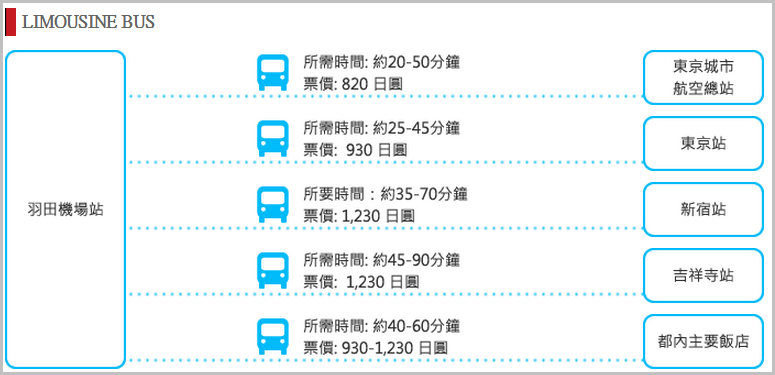 LIMOUSINE BUS
羽田機場站
所需時間: 約20-50分鐘
票價: 820 日圓
東京城市
航空總站
所需時間: 約25-45分鐘
票價: 930 日圓
東京站
所要時間：約35-70分鐘
票價: 1,230 日圓
新宿站
所需時間: 約45-90分鐘
票價: 1,230 日圓
吉祥寺站
所需時間: 約40-60分鐘
票價: 930-1,230 日圓
都內主要飯店